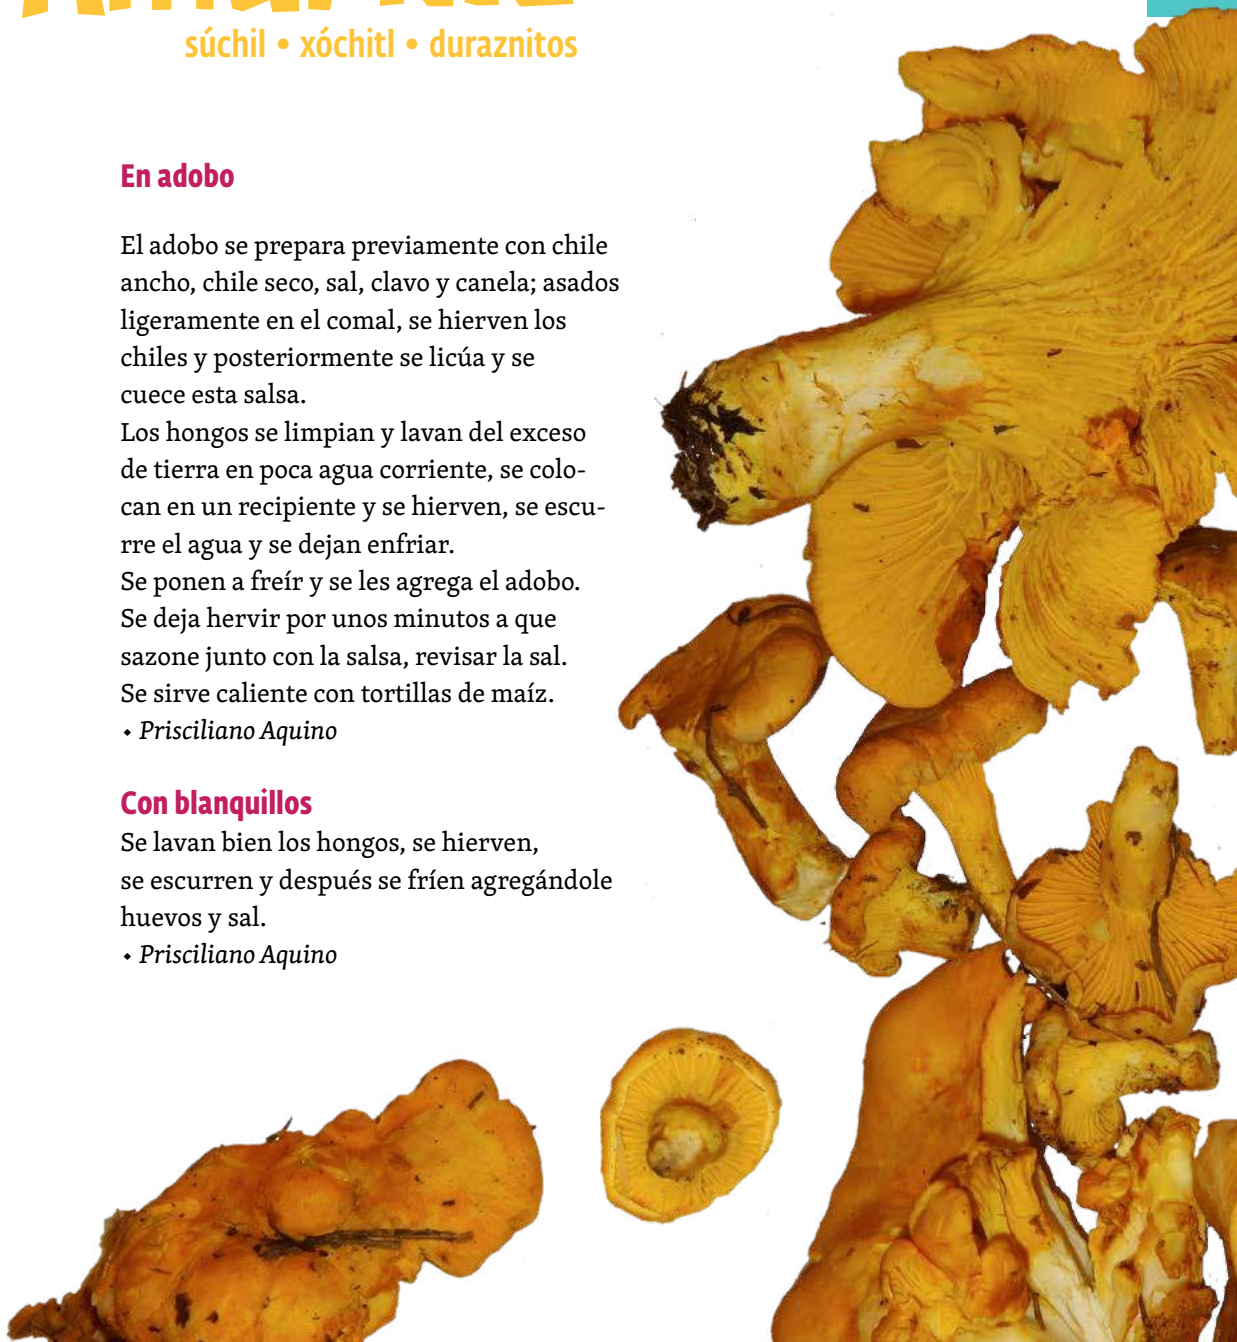 súchil • xóchitl • duraznitos
En adobo
El adobo se prepara previamente con chile
ancho, chile seco, sal, clavo y canela; asados
ligeramente en el comal, se hierven los
chiles y posteriormente se licúa y se
cuece esta salsa.
Los hongos se limpian y lavan del exceso
de tierra en poca agua corriente, se colo-
can en un recipiente y se hierven, se escu-
rre el agua y se dejan enfriar.
Se ponen a freír y se les agrega el adobo.
Se deja hervir por unos minutos a que
sazone junto con la salsa, revisar la sal.
Se sirve caliente con tortillas de maíz.
• Prisciliano Aquino
Con blanquillos
Se lavan bien los hongos, se hierven,
se escurren y después se fríen agregándole
huevos y sal.
• Prisciliano Aquino